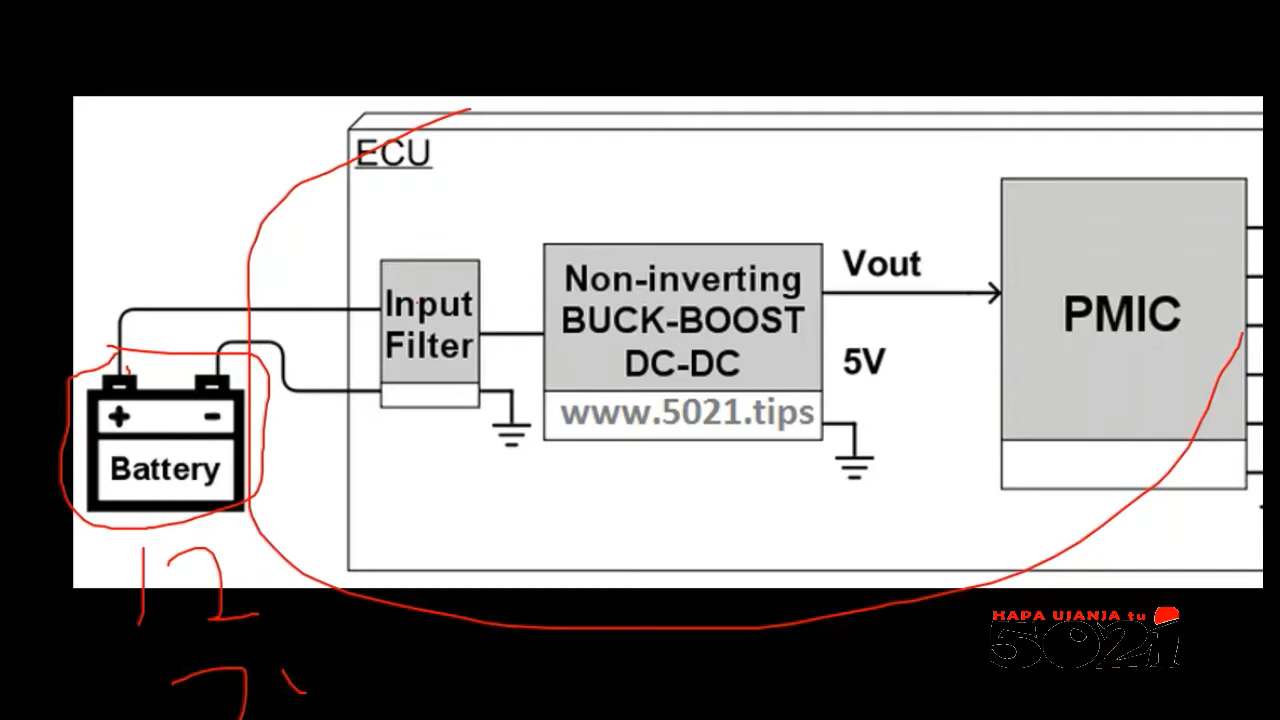 ECU
Input
Filter
Non-inverting
BUCK-BOOST
DC-DC
www.5021.tips
Vout
5V
PMIC
+ -
Battery
12
HAPA UJANJA tu
5021